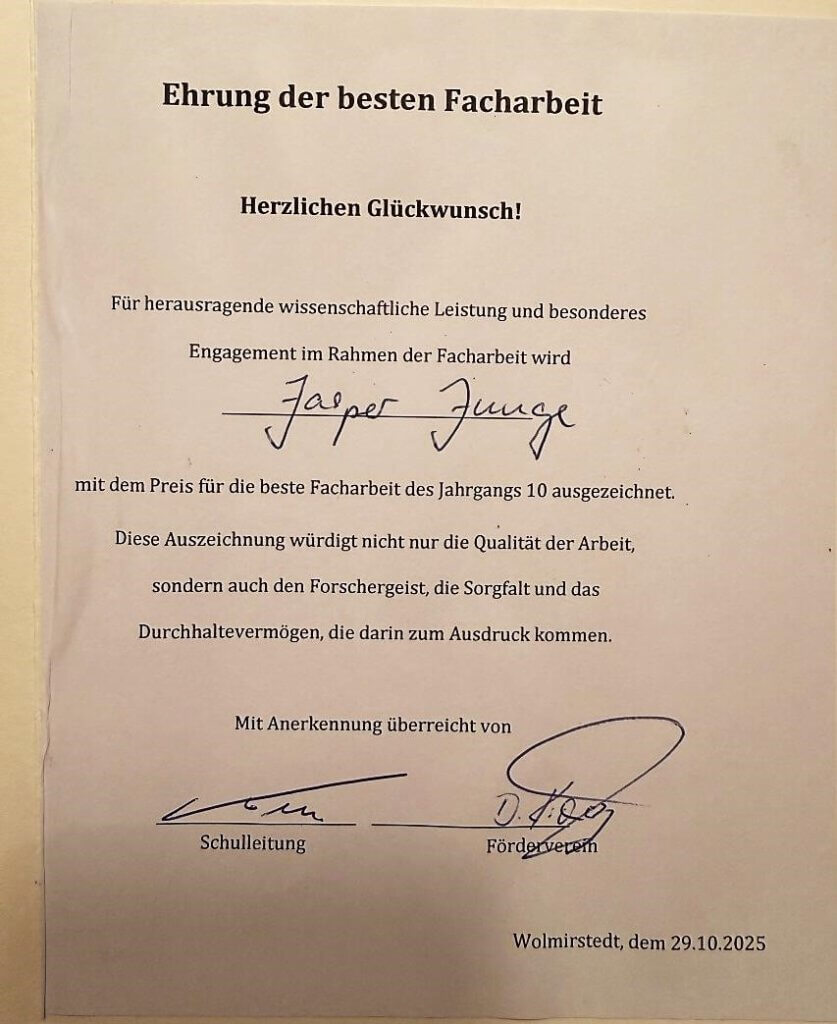 Ehrung der besten Facharbeit
Herzlichen Glückwunsch!
Für herausragende wissenschaftliche Leistung und besonderes
Engagement im Rahmen der Facharbeit wird
Jasper Junge
mit dem Preis für die beste Facharbeit des Jahrgangs 10 ausgezeichnet.
Diese Auszeichnung würdigt nicht nur die Qualität der Arbeit,
sondern auch den Forschergeist, die Sorgfalt und das
Durchhaltevermögen, die darin zum Ausdruck kommen.
Mit Anerkennung überreicht von
D.
Schulleitung Förderverein
Wolmirstedt, dem 29.10.2025